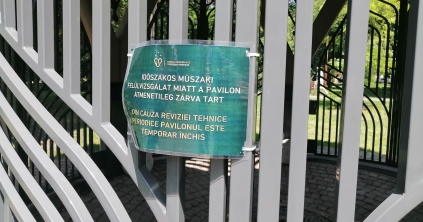 IDŐSZAKOS MŰSZAKI
FELÜLVIZSGÁLAT MIATT A PAVILON
ÁTMENETILEG ZÁRVA TART
DIN CAUZA REVIZIEI TEHNICE
PERIODICE PAVILONUL ESTE
TEMPORAR ÎNCHIS